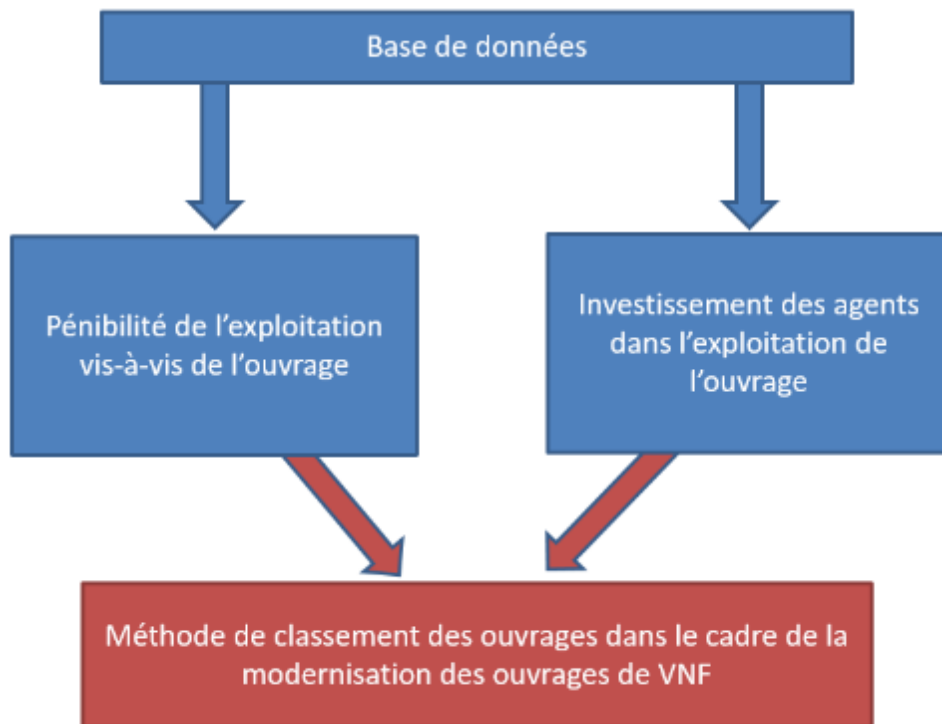 Base de données
Pénibilité de l’exploitation
vis-à-vis de l’ouvrage
Investissement des agents
dans l’exploitation de
l’ouvrage
Méthode de classement des ouvrages dans le cadre de la
modernisation des ouvrages de VNF